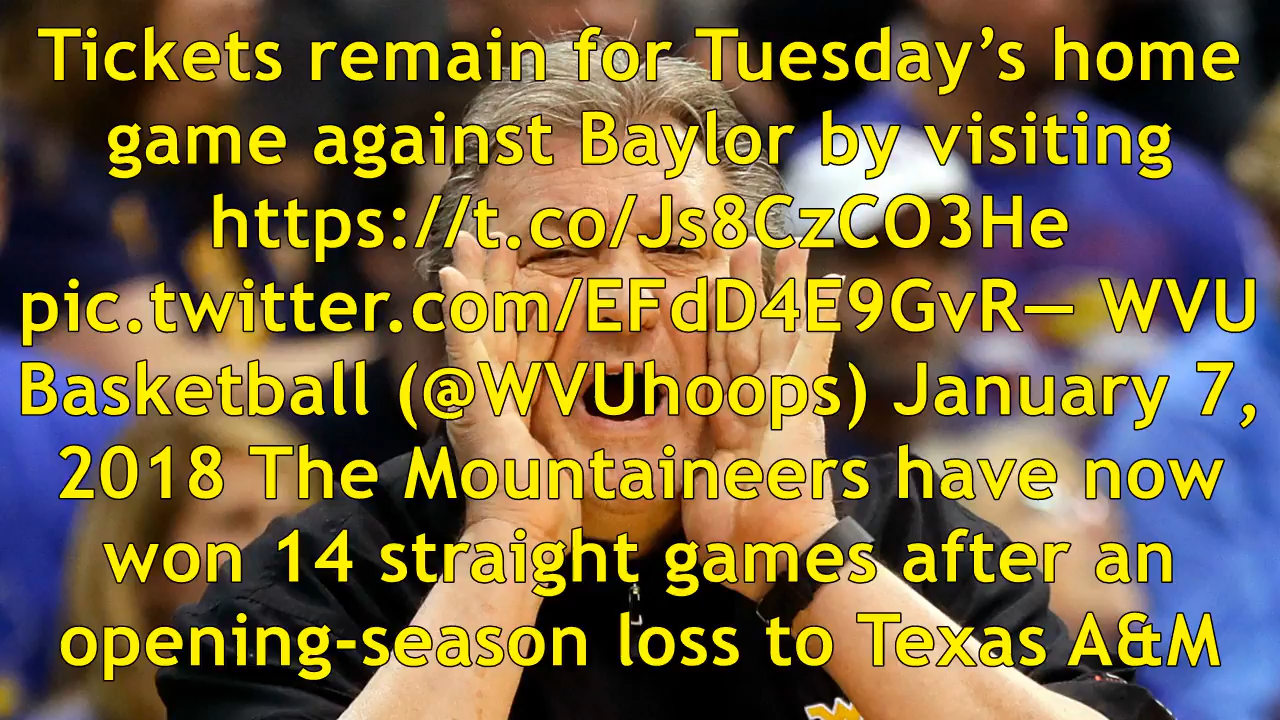 Tickets remain for Tuesday’s home
game against Baylor by visiting
https://t.co/Js8CzCO3He
pic.twitter.com/EFdD4E9GvR— WVU
Basketball (@WVUhoops) January 7,
2018 The Mountaineers have now
won 14 straight games after an
opening-season loss to Texas A&M